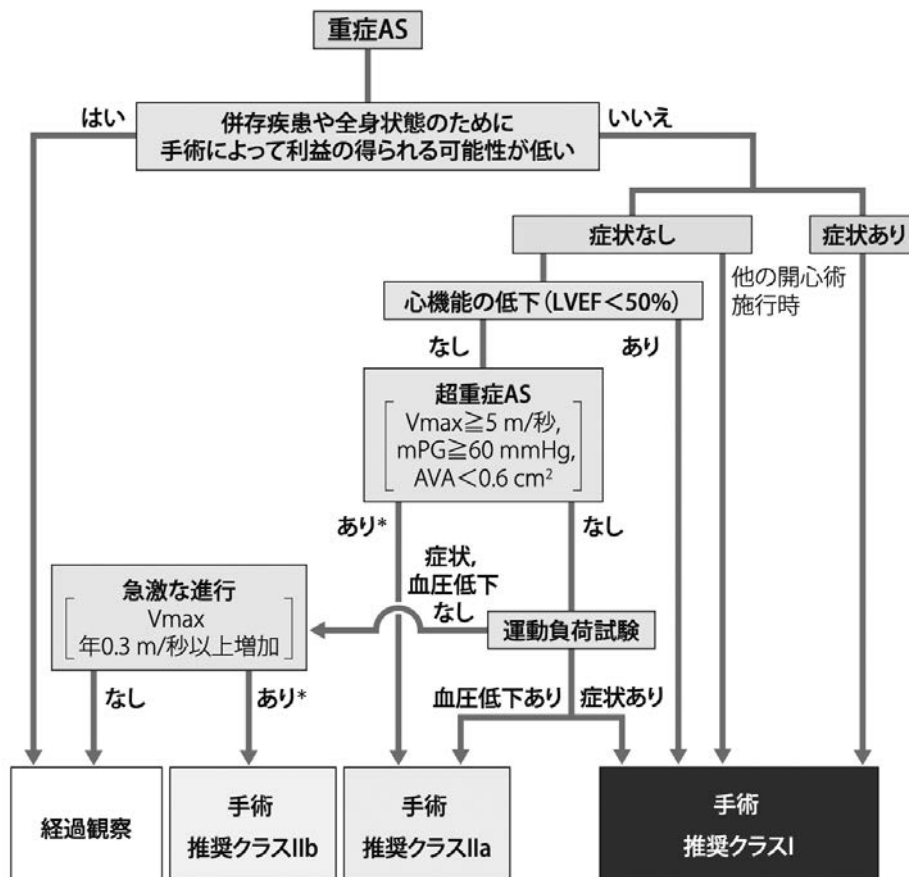 重症AS
はい
併存疾患や全身状態のために
手術によって利益の得られる可能性が低い
いいえ
症状なし
症状あり
他の開心術
施行時
心機能の低下(LVEF<50%)
なし
あり
超重症AS
Vmax≧5 m/秒,
mPG≧60 mmHg,
AVA<0.6 cm²
あり*
なし
症状,
血圧低下
なし
急激な進行
Vmax
年0.3 m/秒以上増加
運動負荷試験
なし
あり*
血圧低下あり
症状あり
経過観察
手術
推奨クラスIIb
手術
推奨クラスIIa
手術
推奨クラスI